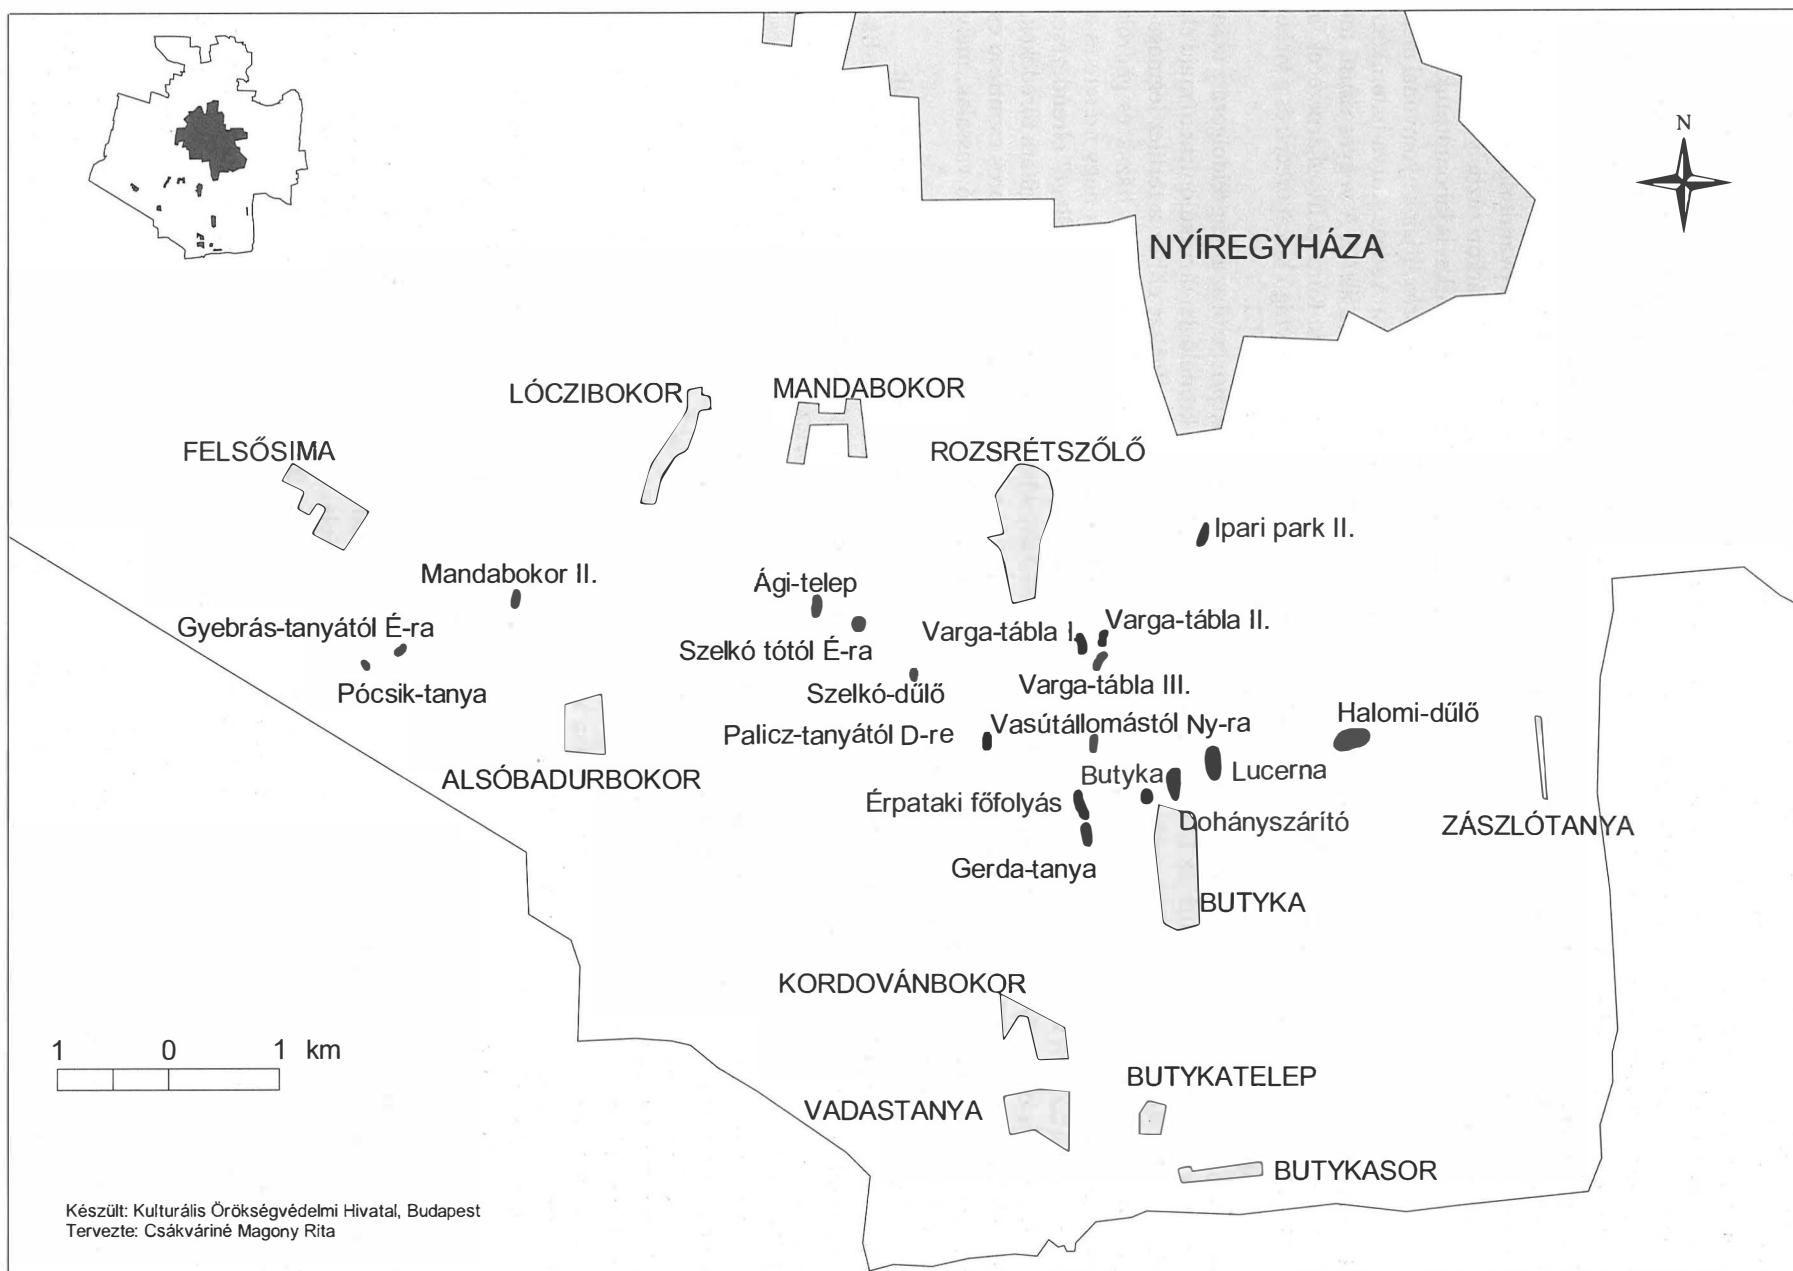 N
NYÍREGYHÁZA
LÓCZIBOKOR
MANDABOKOR
FELSŐSIMA
ROZSRÉTSZŐLŐ
Ipari park II.
Mandabokor II.
Ági-telep
Gyebrás-tanyától É-ra
Szelkó tótól É-ra
Varga-tábla I.
Varga-tábla II.
Pócsik-tanya
Szelkó-dűlő
Varga-tábla III.
Halomi-dűlő
Palicz-tanyától D-re
Vasútállomástól Ny-ra
ALSÓBADURBOKOR
Butyka
Lucerna
Érpataki főfolyás
Dohányszárító
ZÁSZLÓTANYA
Gerda-tanya
BUTYKA
KORDOVÁNBOKOR
1 0 1 km
BUTYKATELEP
VADASTANYA
BUTYKASOR
Készült: Kulturális Örökségvédelmi Hivatal, Budapest
Tervezte: Csákváriné Magony Rita